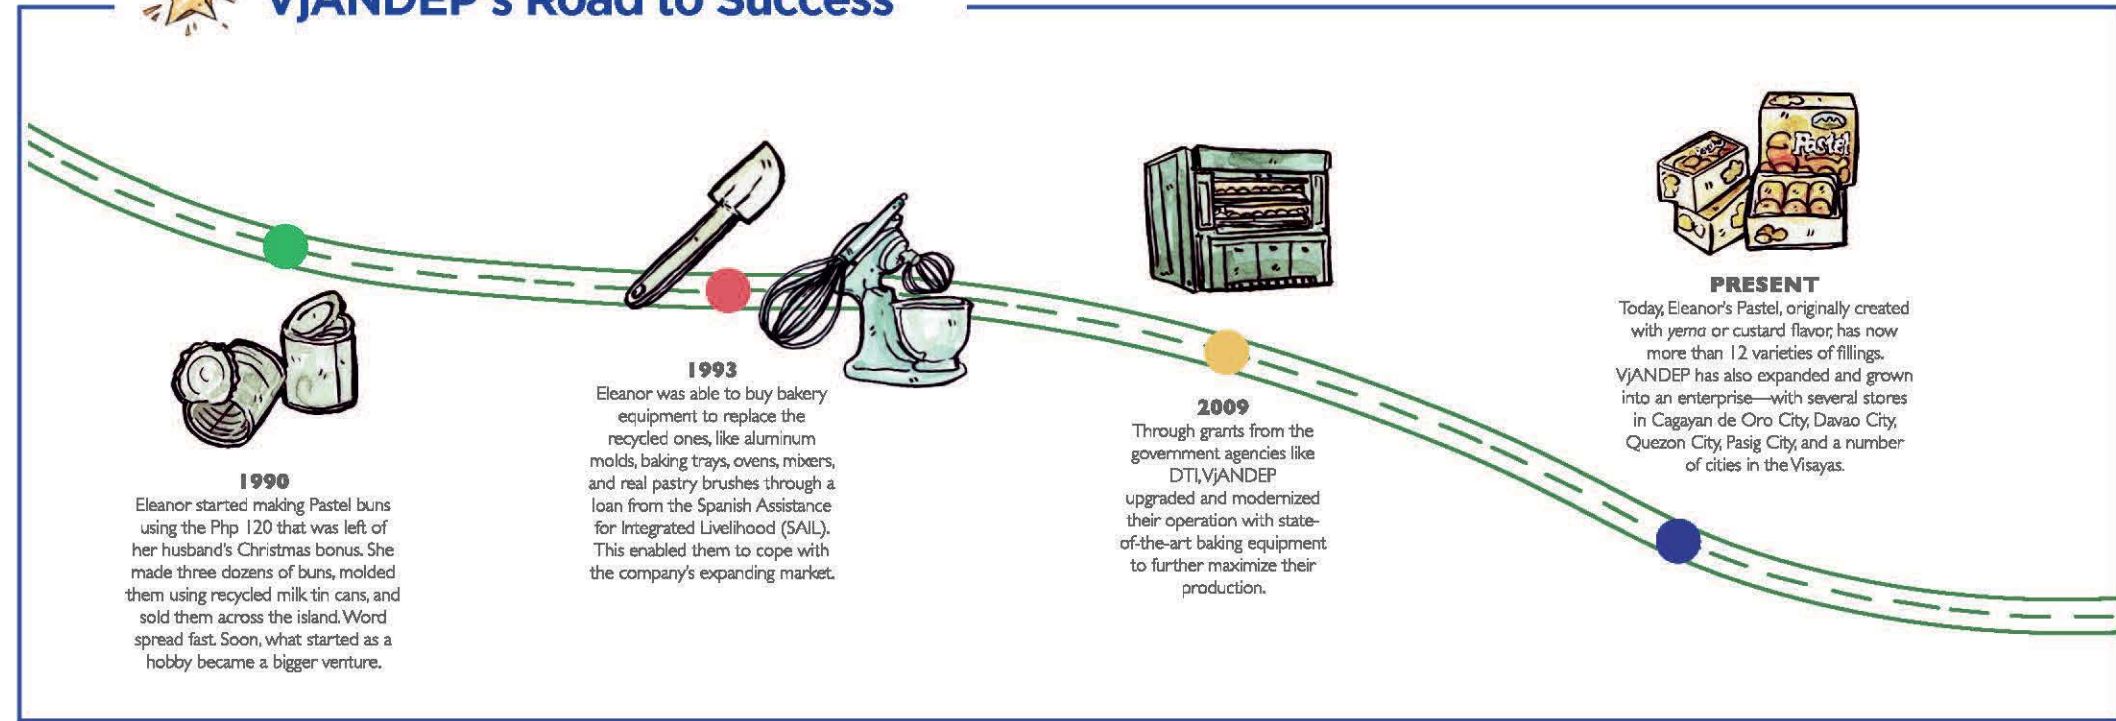 VjANDEP's Road to Success
1990
Eleanor started making Pastel buns
using the Php 120 that was left of
her husband's Christmas bonus. She
made three dozens of buns, molded
them using recycled milk tin cans, and
sold them across the island. Word
spread fast. Soon, what started as a
hobby became a bigger venture.
1993
Eleanor was able to buy bakery
equipment to replace the
recycled ones, like aluminum
molds, baking trays, ovens, mixers,
and real pastry brushes through a
loan from the Spanish Assistance
for Integrated Livelihood (SAIL).
This enabled them to cope with
the company's expanding market.
2009
Through grants from the
government agencies like
DTI, VjANDEP
upgraded and modernized
their operation with state-
of-the-art baking equipment
to further maximize their
production.
Pastel
PRESENT
Today, Eleanor's Pastel, originally created
with yema or custard flavor, has now
more than 12 varieties of fillings.
VjANDEP has also expanded and grown
into an enterprise—with several stores
in Cagayan de Oro City, Davao City,
Quezon City, Pasig City, and a number
of cities in the Visayas.